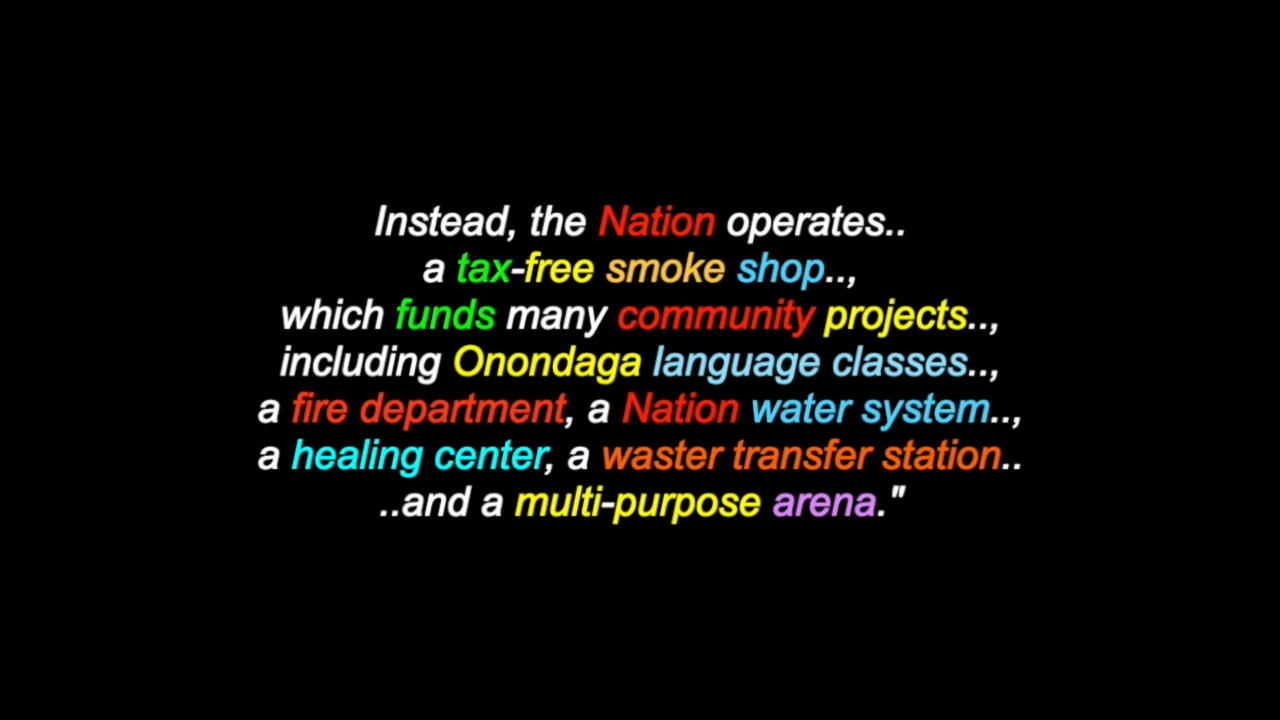 Instead, the Nation operates..
a tax-free smoke shop..,
which funds many community projects..,
including Onondaga language classes..,
a fire department, a Nation water system..,
a healing center, a waster transfer station..
..and a multi-purpose arena."